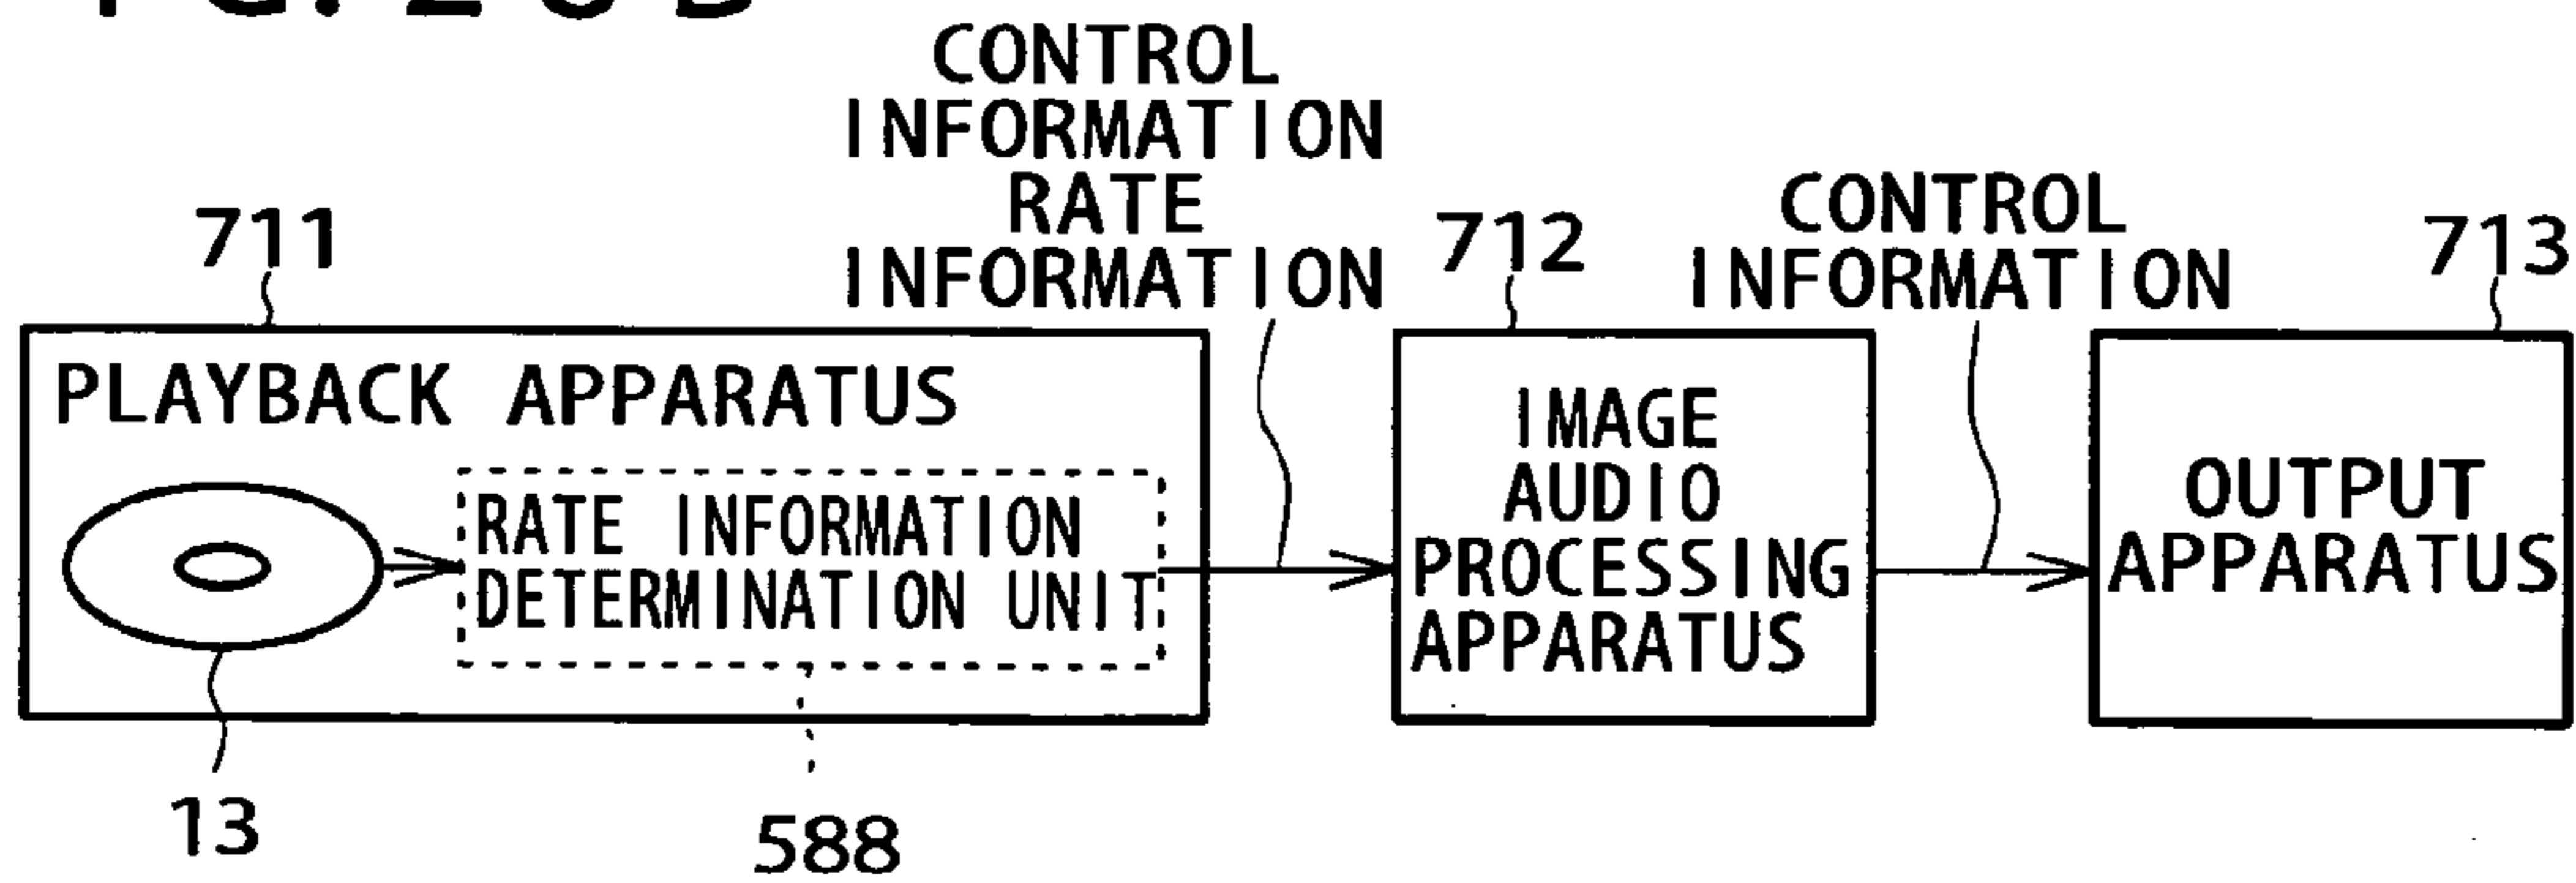 CONTROL
INFORMATION
RATE
INFORMATION
CONTROL
INFORMATION
711
712
713
PLAYBACK APPARATUS
RATE INFORMATION
DETERMINATION UNIT
IMAGE
AUDIO
PROCESSING
APPARATUS
OUTPUT
APPARATUS
13
588